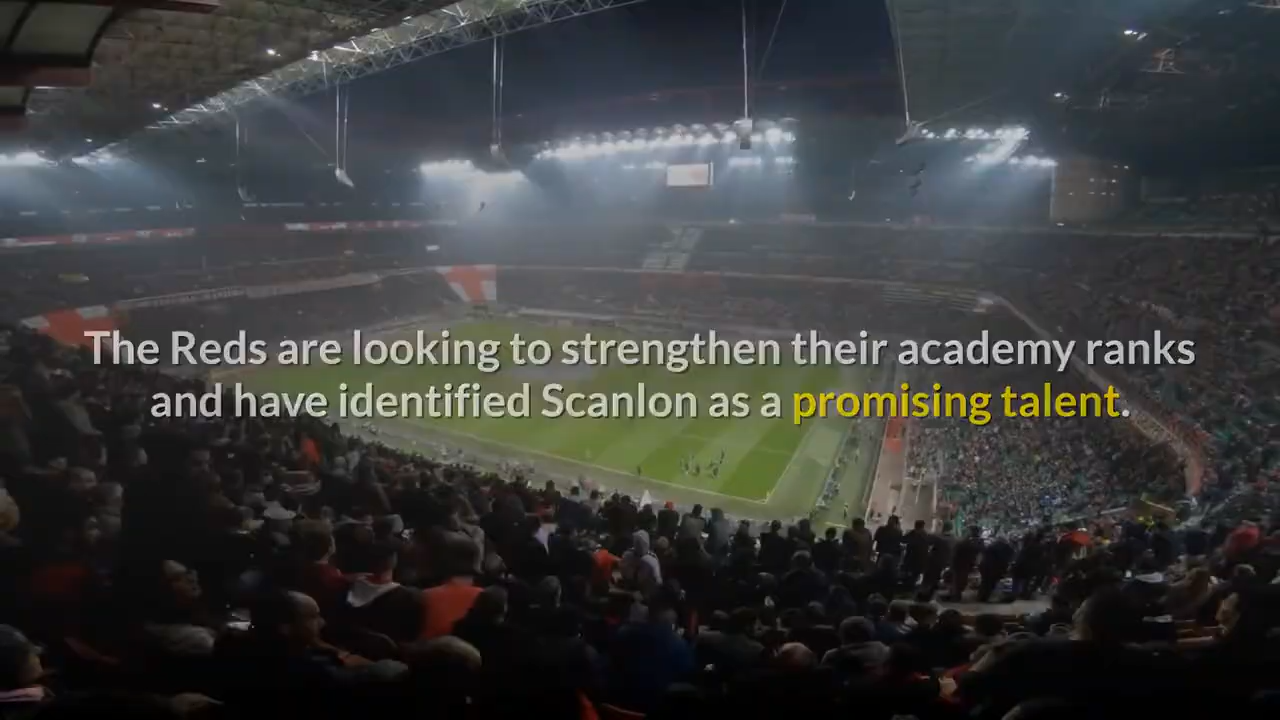 The Reds are looking to strengthen their academy ranks
and have identified Scanlon as a promising talent.